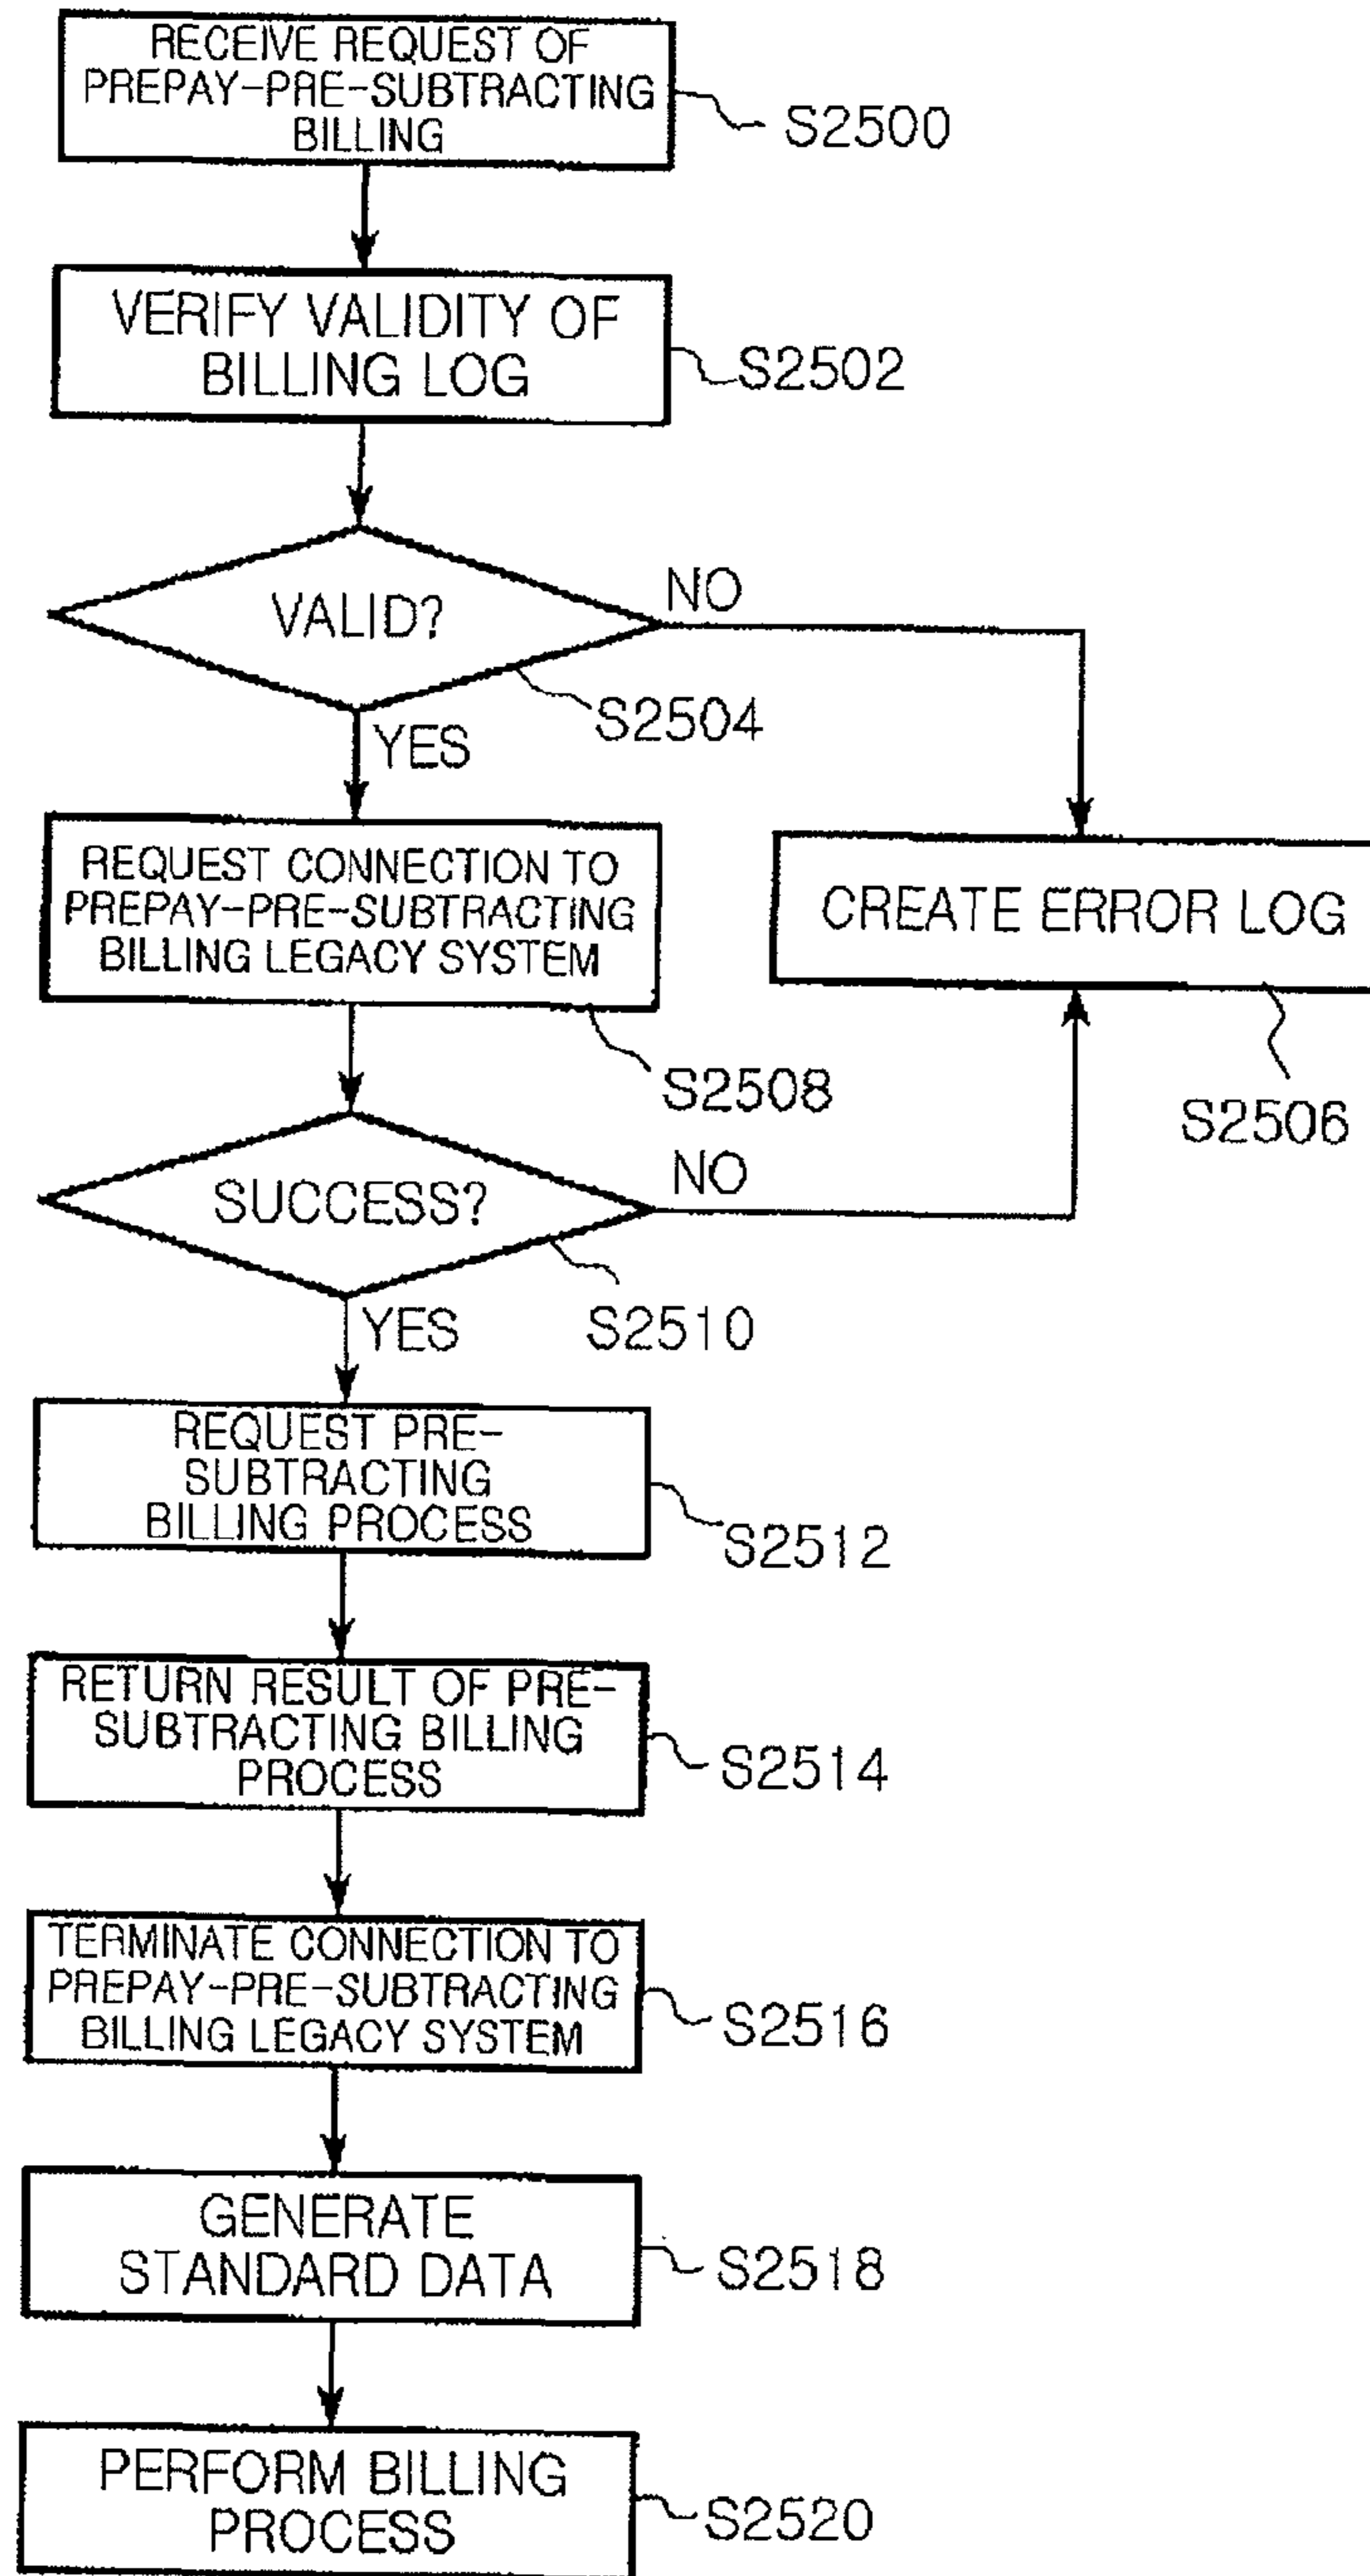 RECEIVE REQUEST OF
PREPAY-PRE-SUBTRACTING
BILLING
S2500
VERIFY VALIDITY OF
BILLING LOG
S2502
VALID?
NO
S2504
YES
REQUEST CONNECTION TO
PREPAY-PRE-SUBTRACTING
BILLING LEGACY SYSTEM
CREATE ERROR LOG
S2508
S2506
SUCCESS?
NO
S2510
YES
REQUEST PRE-
SUBTRACTING
BILLING PROCESS
S2512
RETURN RESULT OF PRE-
SUBTRACTING BILLING
PROCESS
S2514
TERMINATE CONNECTION TO
PREPAY-PRE-SUBTRACTING
BILLING LEGACY SYSTEM
S2516
GENERATE
STANDARD DATA
S2518
PERFORM BILLING
PROCESS
S2520